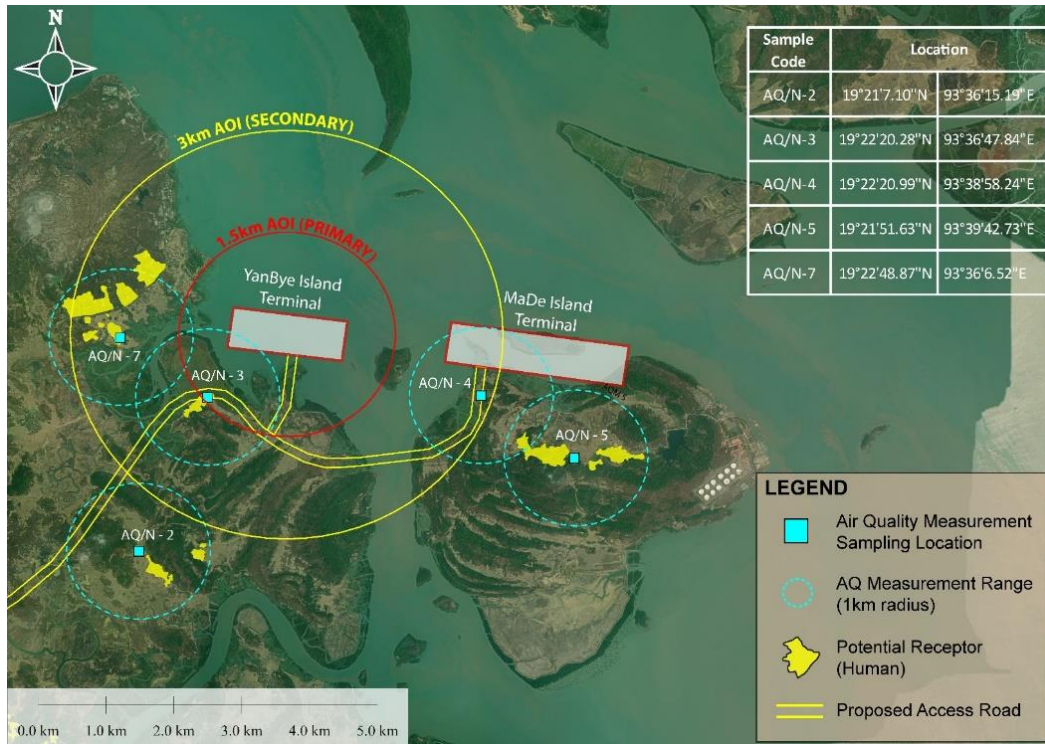 N
3km AOI (SECONDARY)
1.5km AOI (PRIMARY)
YanBye Island
Terminal
MaDe Island
Terminal
AQ/N - 7
AQ/N - 3
AQ/N - 4
AQ/N - 5
AQ/N - 2
Sample Code Location
AQ/N-2 19°21'7.10"N 93°36'15.19"E
AQ/N-3 19°22'20.28"N 93°36'47.84"E
AQ/N-4 19°22'20.99"N 93°38'58.24"E
AQ/N-5 19°21'51.63"N 93°39'42.73"E
AQ/N-7 19°22'48.87"N 93°36'6.52"E
LEGEND
Air Quality Measurement
Sampling Location
AQ Measurement Range
(1km radius)
Potential Receptor
(Human)
Proposed Access Road
0.0 km 1.0 km 2.0 km 3.0 km 4.0 km 5.0 km